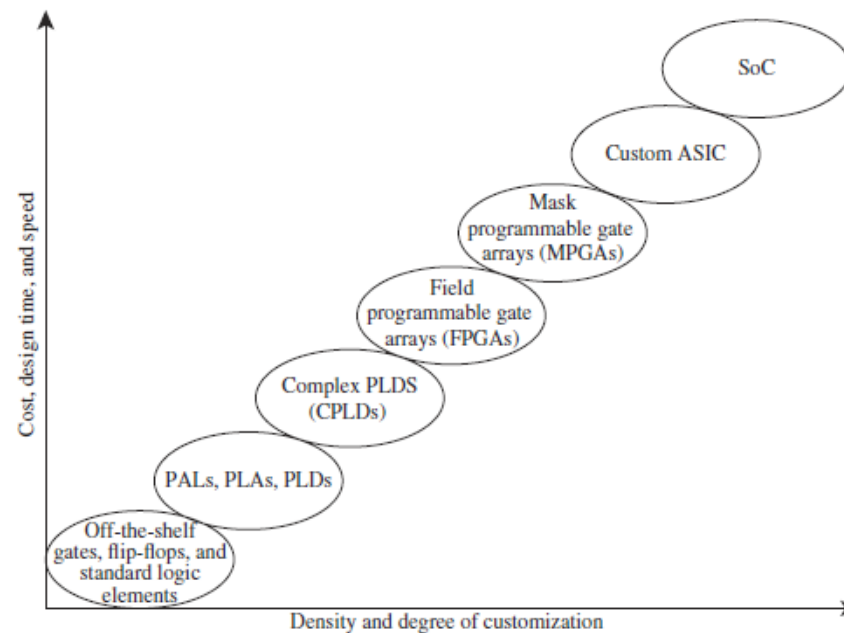 SoC
Custom ASIC
Mask
programmable gate
arrays (MPGAs)
Field
programmable gate
arrays (FPGAs)
Complex PLDS
(CPLDs)
PALs, PLAs, PLDs
Off-the-shelf
gates, flip-flops, and
standard logic
elements
Cost, design time, and speed
Density and degree of customization